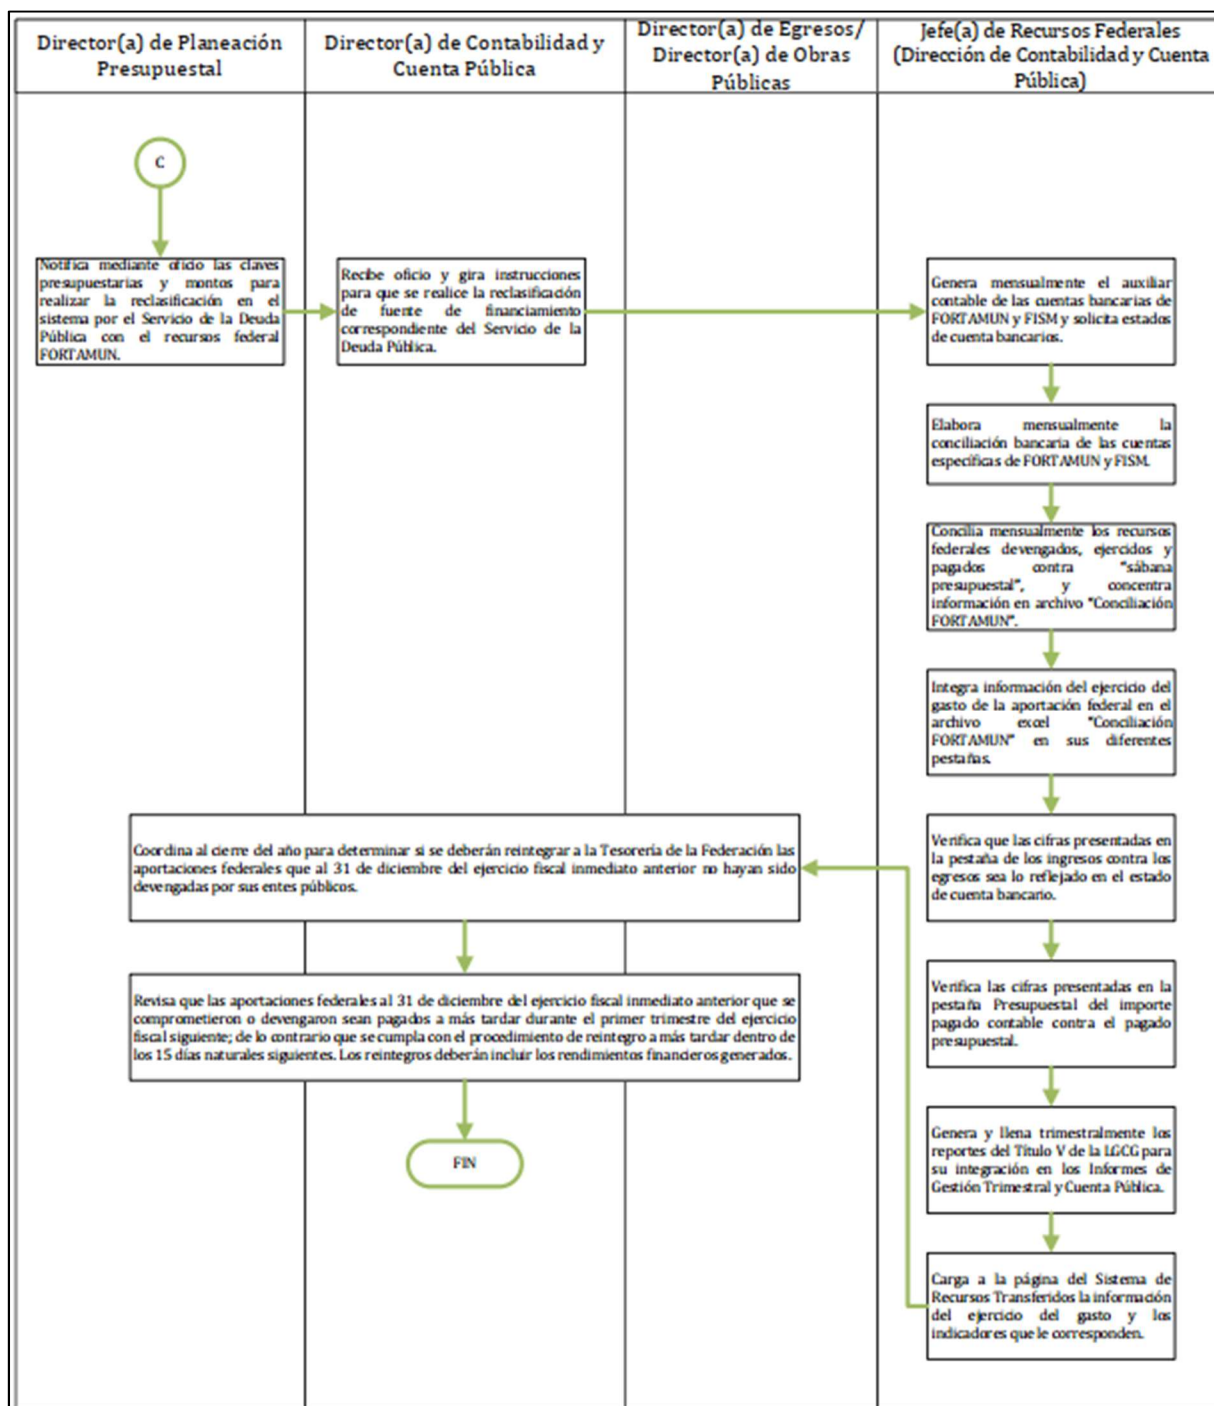 Director(a) de Planeación
Presupuestal
Director(a) de Contabilidad y
Cuenta Pública
Director(a) de Egresos/
Director(a) de Obras
Públicas
Jefe(a) de Recursos Federales
(Dirección de Contabilidad y Cuenta
Pública)
C
Notifica mediante oficio las claves
presupuestarias y montos para
realizar la reclasificación en el
sistema por el Servicio de la Deuda
Pública con el recursos federal
FORTAMUN.
Recibe oficio y gira instrucciones
para que se realice la reclasificación
de fuente de financiamiento
correspondiente del Servicio de la
Deuda Pública.
Genera mensualmente el auxiliar
contable de las cuentas bancarias de
FORTAMUN y FISM y solicita estados
de cuenta bancarios.
Elabora mensualmente la
conciliación bancaria de las cuentas
específicas de FORTAMUN y FISM.
Concilia mensualmente los recursos
federales devengados, ejercidos y
pagados contra "sábana
presupuestal", y concentra
información en archivo "Conciliación
FORTAMUN".
Integra información del ejercicio del
gasto de la aportación federal en el
archivo excel "Conciliación
FORTAMUN" en sus diferentes
pestañas.
Coordina al cierre del año para determinar si se deberán reintegrar a la Tesorería de la Federación las
aportaciones federales que al 31 de diciembre del ejercicio fiscal inmediato anterior no hayan sido
devengadas por sus entes públicos.
Verifica que las cifras presentadas en
la pestaña de los ingresos contra los
egresos sea lo reflejado en el estado
de cuenta bancario.
Revisa que las aportaciones federales al 31 de diciembre del ejercicio fiscal inmediato anterior que se
comprometieron o devengaron sean pagados a más tardar durante el primer trimestre del ejercicio
fiscal siguiente; de lo contrario que se cumpla con el procedimiento de reintegro a más tardar dentro de
los 15 días naturales siguientes. Los reintegros deberán incluir los rendimientos financieros generados.
Verifica las cifras presentadas en la
pestaña Presupuestal del importe
pagado contable contra el pagado
presupuestal.
FIN
Genera y llena trimestralmente los
reportes del Título V de la LGCG para
su integración en los Informes de
Gestión Trimestral y Cuenta Pública.
Carga a la página del Sistema de
Recursos Transferidos la información
del ejercicio del gasto y los
indicadores que le corresponden.